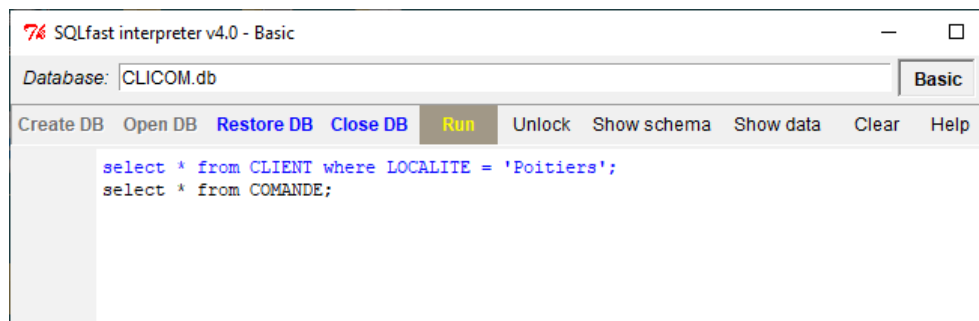 SQLfast interpreter v4.0 - Basic
Database: CLICOM.db Basic
Create DB Open DB Restore DB Close DB Run Unlock Show schema Show data Clear Help
select * from CLIENT where LOCALITE = 'Poitiers';
select * from COMANDE;